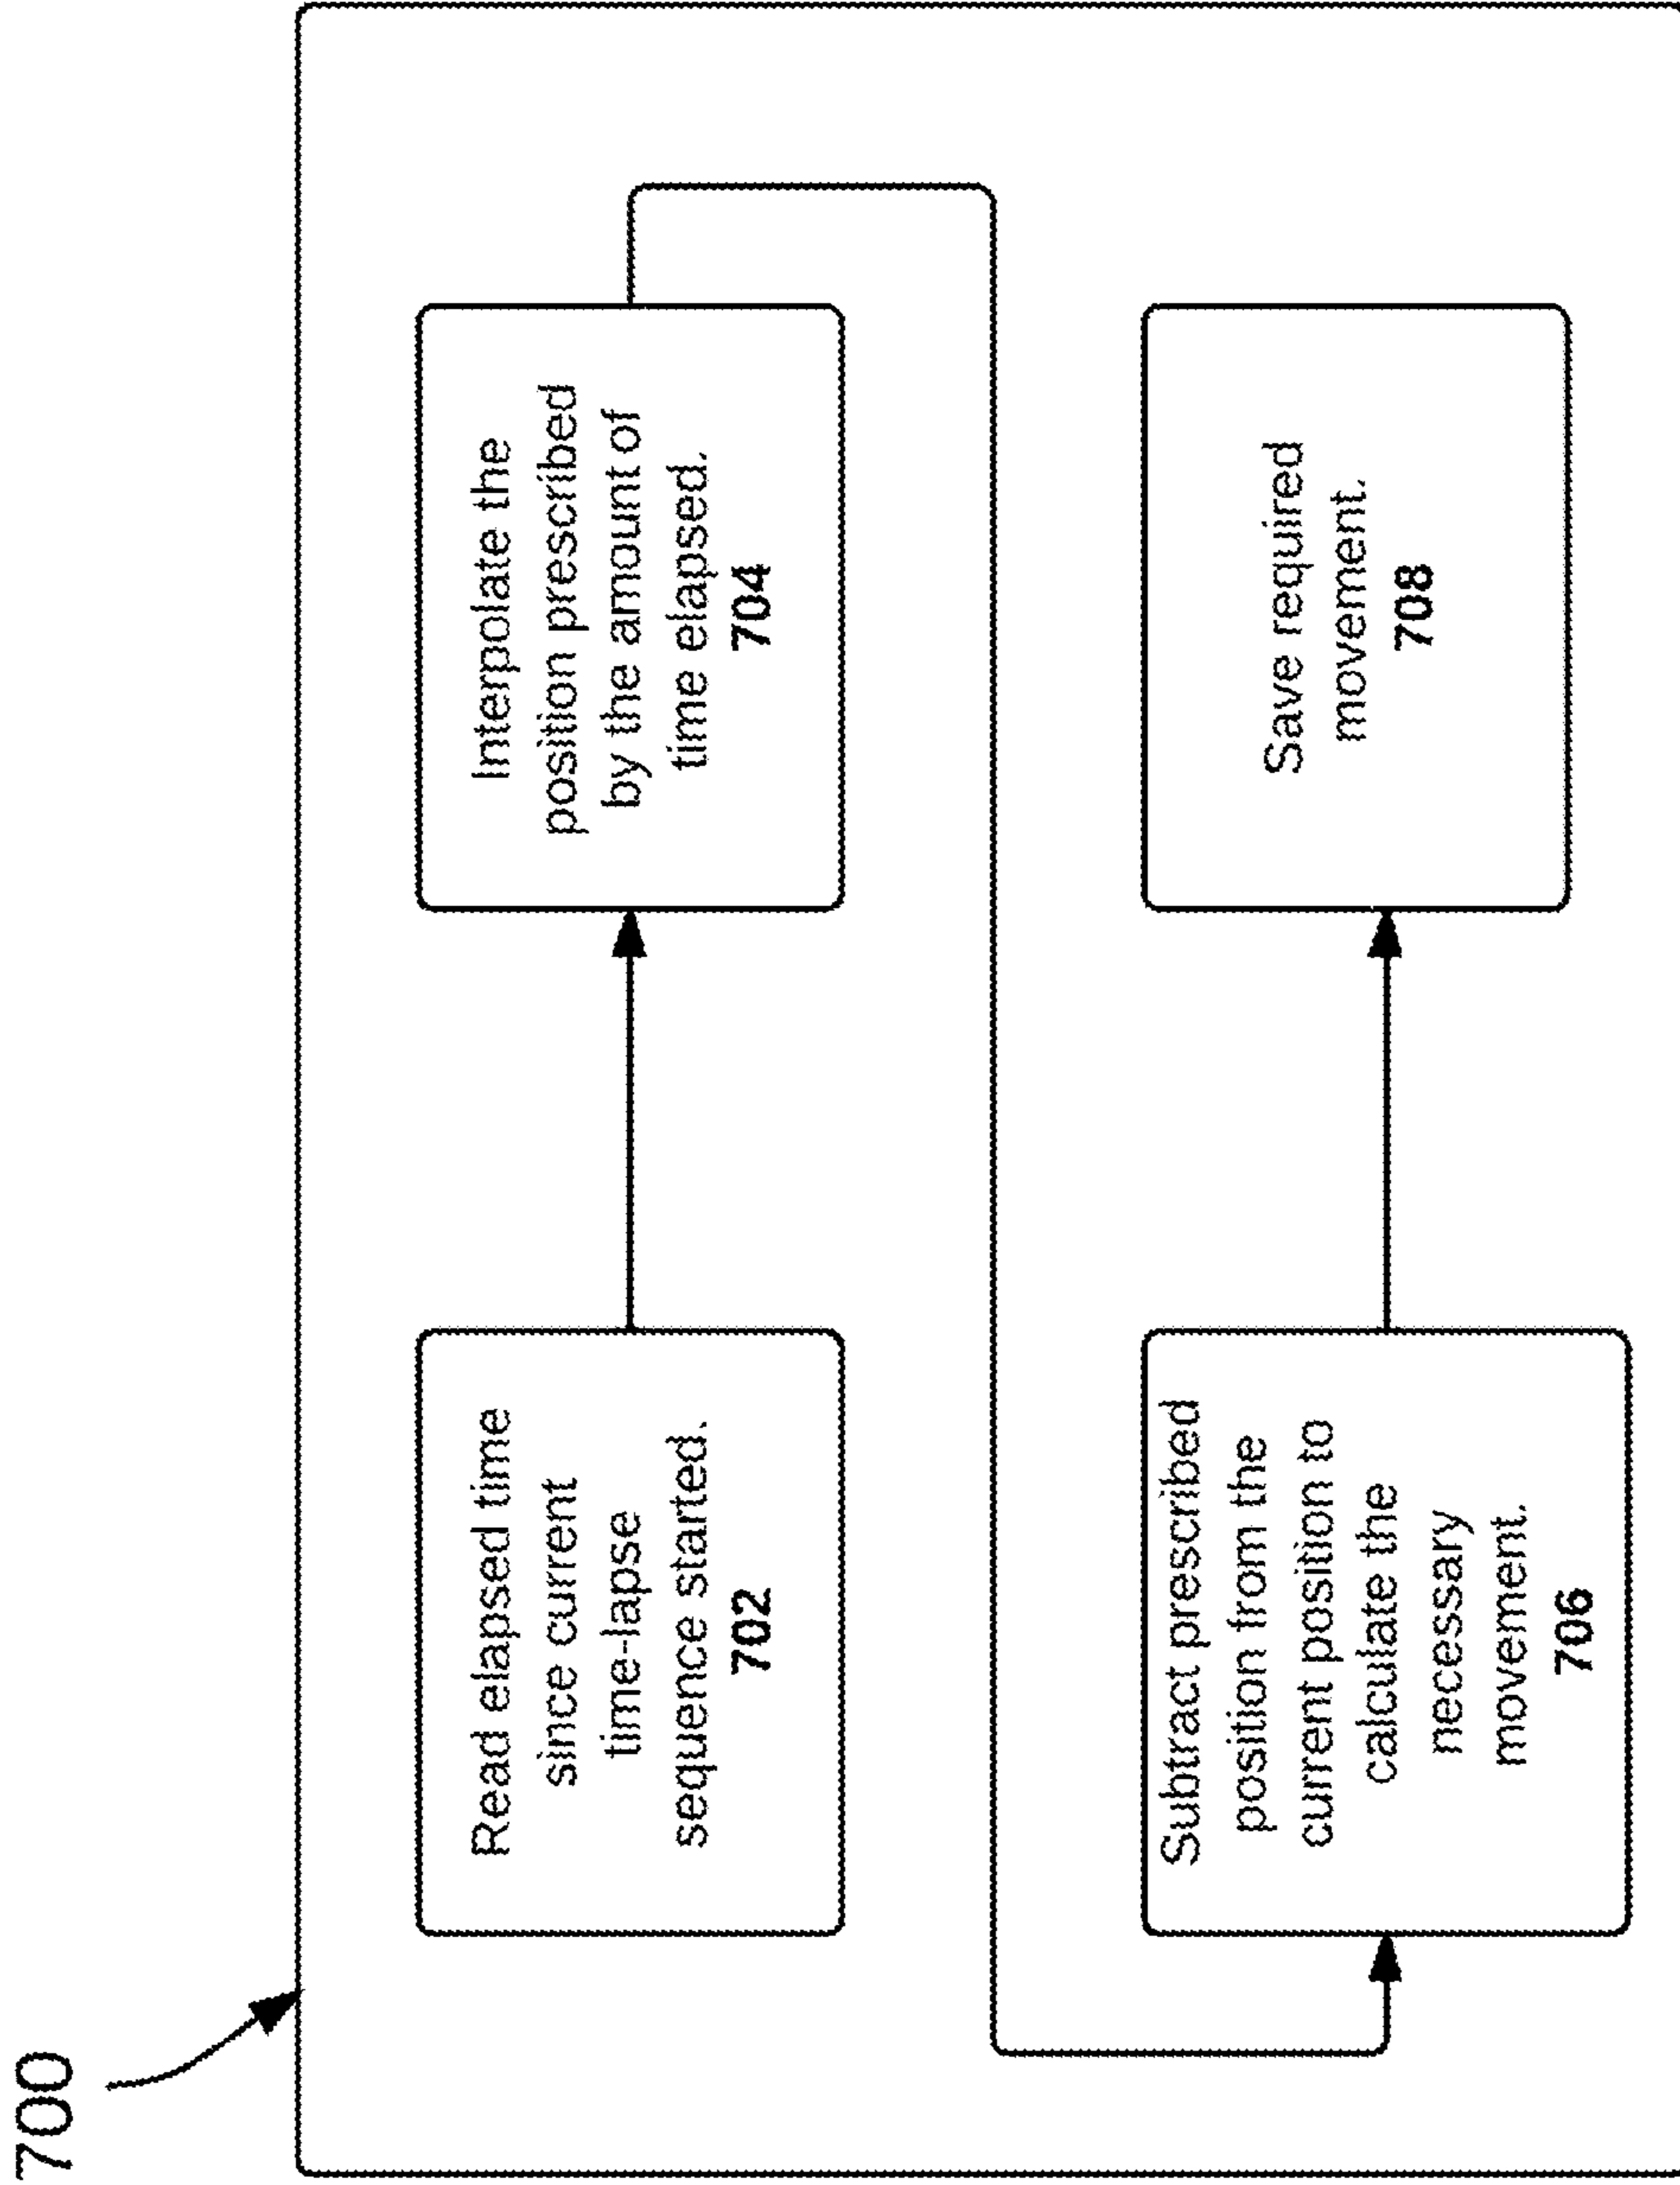 700
Read elapsed time
since current
time-lapse
sequence started.
702
Interpolate the
position prescribed
by the amount of
time elapsed.
704
Subtract prescribed
position from the
current position to
calculate the
necessary
movement.
706
Save required
movement.
708